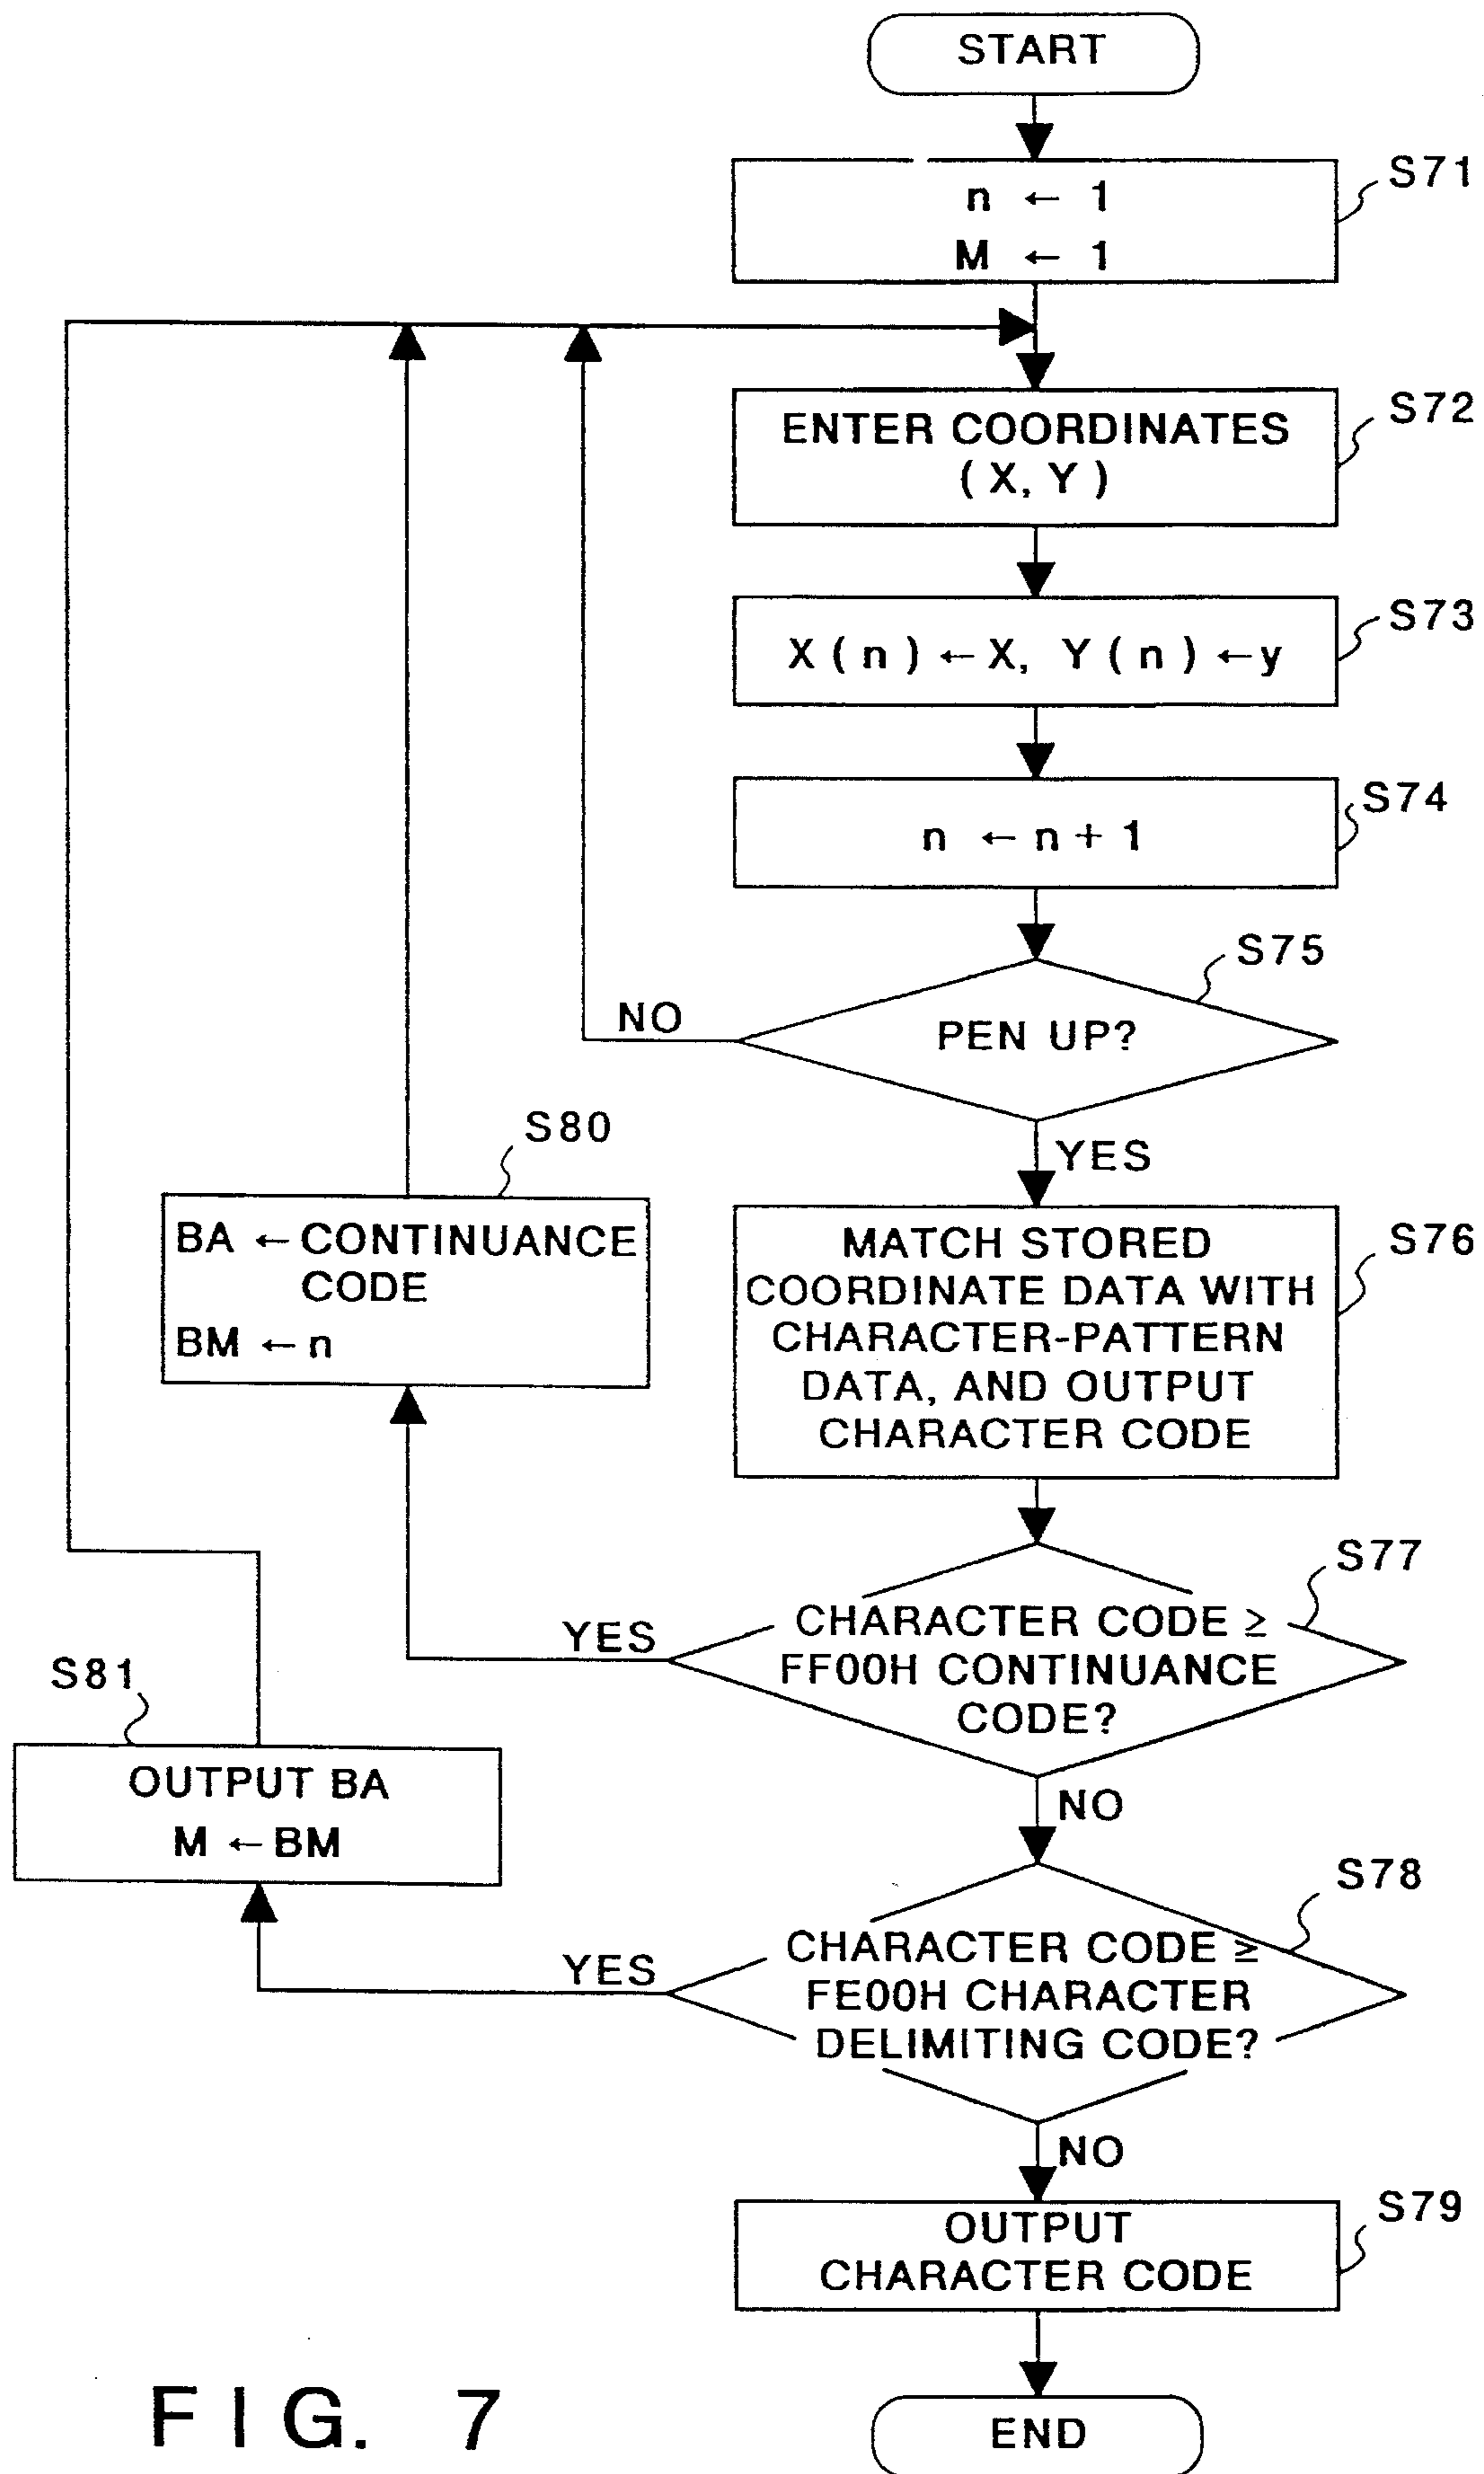 START
S71
n ← 1
M ← 1
S72
ENTER COORDINATES
( X, Y )
S73
X ( n ) ← X, Y ( n ) ← y
S74
n ← n + 1
S75
PEN UP?
NO
YES
S80
BA ← CONTINUANCE
CODE
BM ← n
S76
MATCH STORED
COORDINATE DATA WITH
CHARACTER-PATTERN
DATA, AND OUTPUT
CHARACTER CODE
S77
CHARACTER CODE ≥
FF00H CONTINUANCE
CODE?
YES
NO
S81
OUTPUT BA
M ← BM
S78
CHARACTER CODE ≥
FE00H CHARACTER
DELIMITING CODE?
YES
NO
S79
OUTPUT
CHARACTER CODE
END
FIG. 7